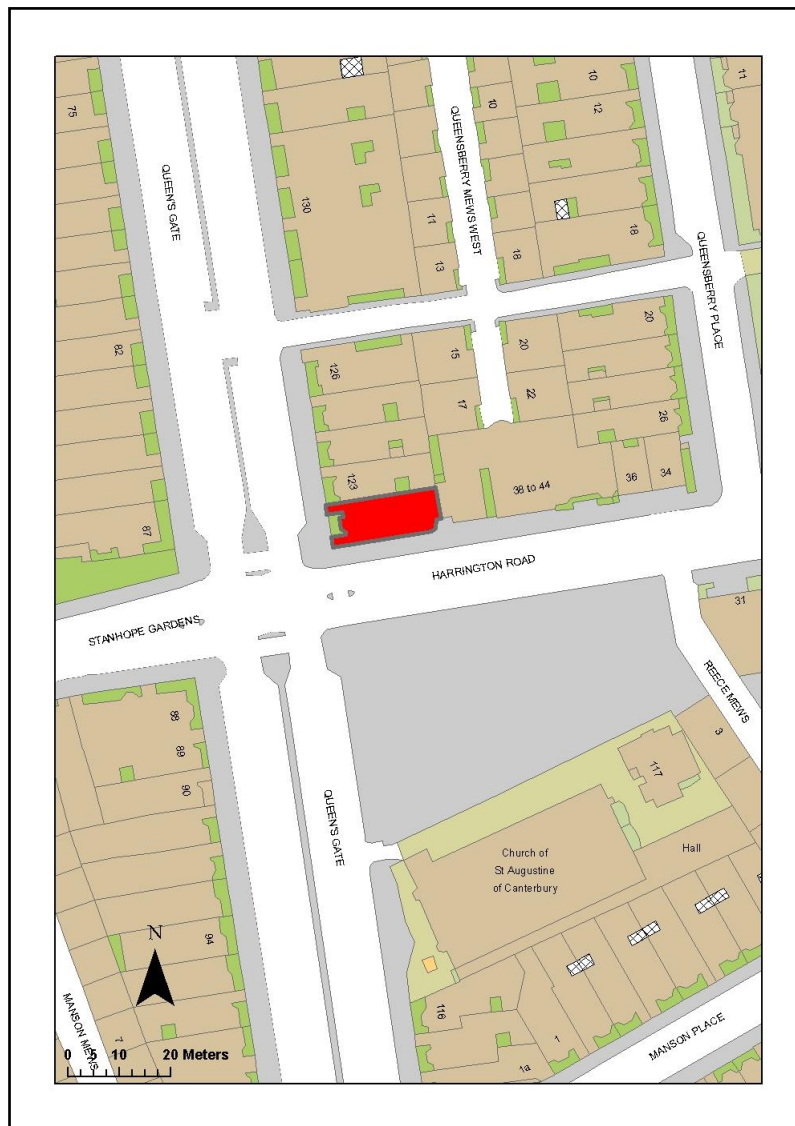 75
QUEEN'S GATE
130
11
13
10
QUEENSBERRY MEWS WEST
18
10
12
18
11
QUEENSBERRY PLACE
82
87
126
123
15
17
20
22
20
26
38 to 44
36
34
HARRINGTON ROAD
STANHOPE GARDENS
31
REECE MEWS
3
117
88
89
90
QUEEN'S GATE
Church of
St Augustine
of Canterbury
Hall
94
N
MANSON MEWS
7
116
1
1a
MANSON PLACE
0 5 10 20 Meters